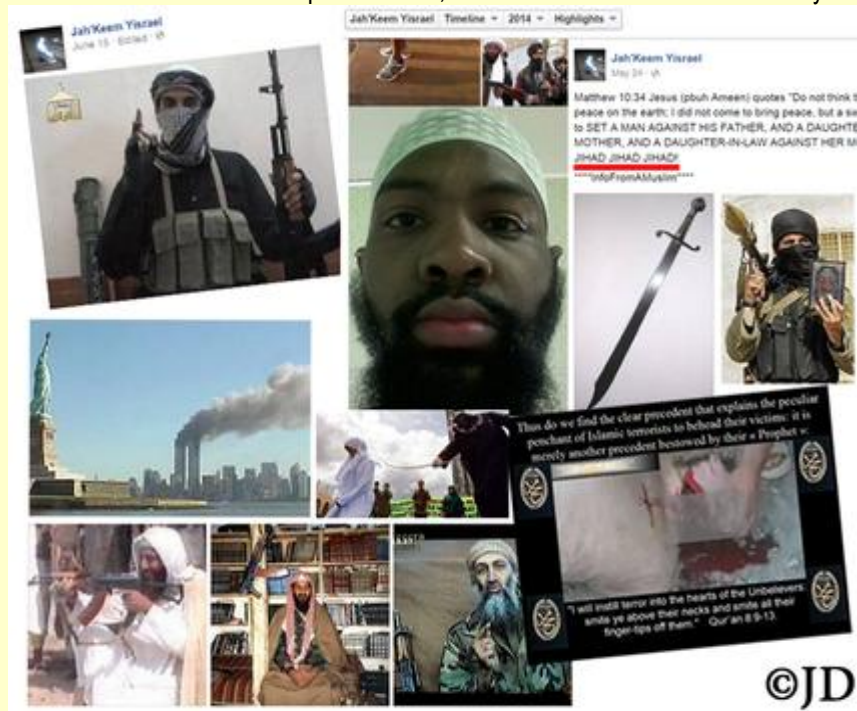 Jah'Keem Yisrael
June 15 · Edited ·
Jah'Keem Yisrael Timeline 2014 Highlights
Jah'Keem Yisrael
May 24 ·
Matthew 10:34 Jesus (pbuh Ameen) quotes "Do not think t
peace on the earth; I did not come to bring peace, but a
to SET A MAN AGAINST HIS FATHER, AND A DAUGHTE
MOTHER, AND A DAUGHTER-IN-LAW AGAINST HER M
JIHAD JIHAD JIHAD!
****InfoFromAMuslim****
Thus do we find the clear precedent that explains the peculiar
penchant of Islamic terrorists to behead their victims: it is
merely another precedent bestowed by their « Prophet
"I will instill terror into the hearts of the Unbelievers:
smite ye above their necks and smite all their
finger-tips off them." Qur'an 8:9-13
©JD